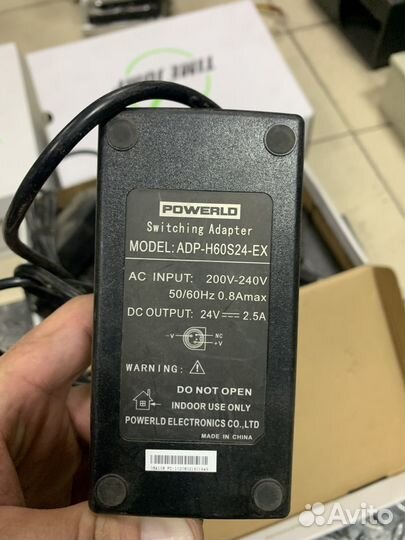 POWERLD
Switching Adapter
MODEL: ADP-H60S24-EX
AC INPUT: 200V-240V
50/60Hz 0.8Amax
DC OUTPUT: 24V 2.5A
-V
NC
+V
WARNING:
DO NOT OPEN
INDOOR USE ONLY
POWERLD ELECTRONICS CO.,LTD
MADE IN CHINA
Avito